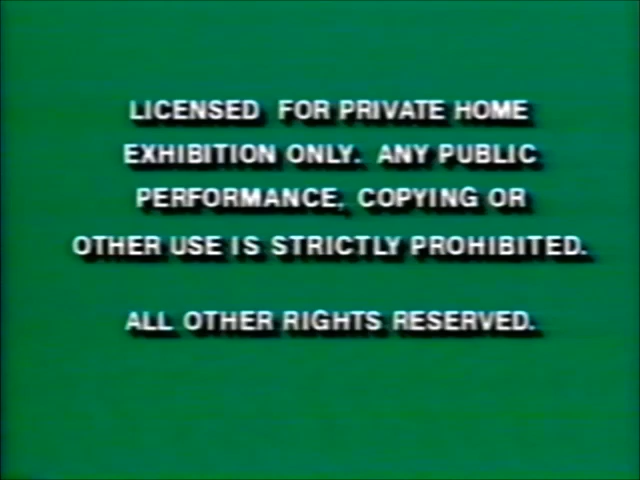 LICENSED FOR PRIVATE HOME
EXHIBITION ONLY. ANY PUBLIC
PERFORMANCE, COPYING OR
OTHER USE IS STRICTLY PROHIBITED.
ALL OTHER RIGHTS RESERVED.